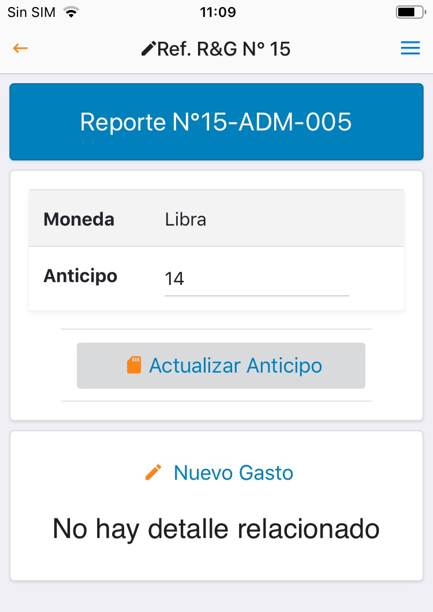 Sin SIM 11:09
Ref. R&G N° 15
Reporte N°15-ADM-005
Moneda Libra
Anticipo 14
Actualizar Anticipo
Nuevo Gasto
No hay detalle relacionado